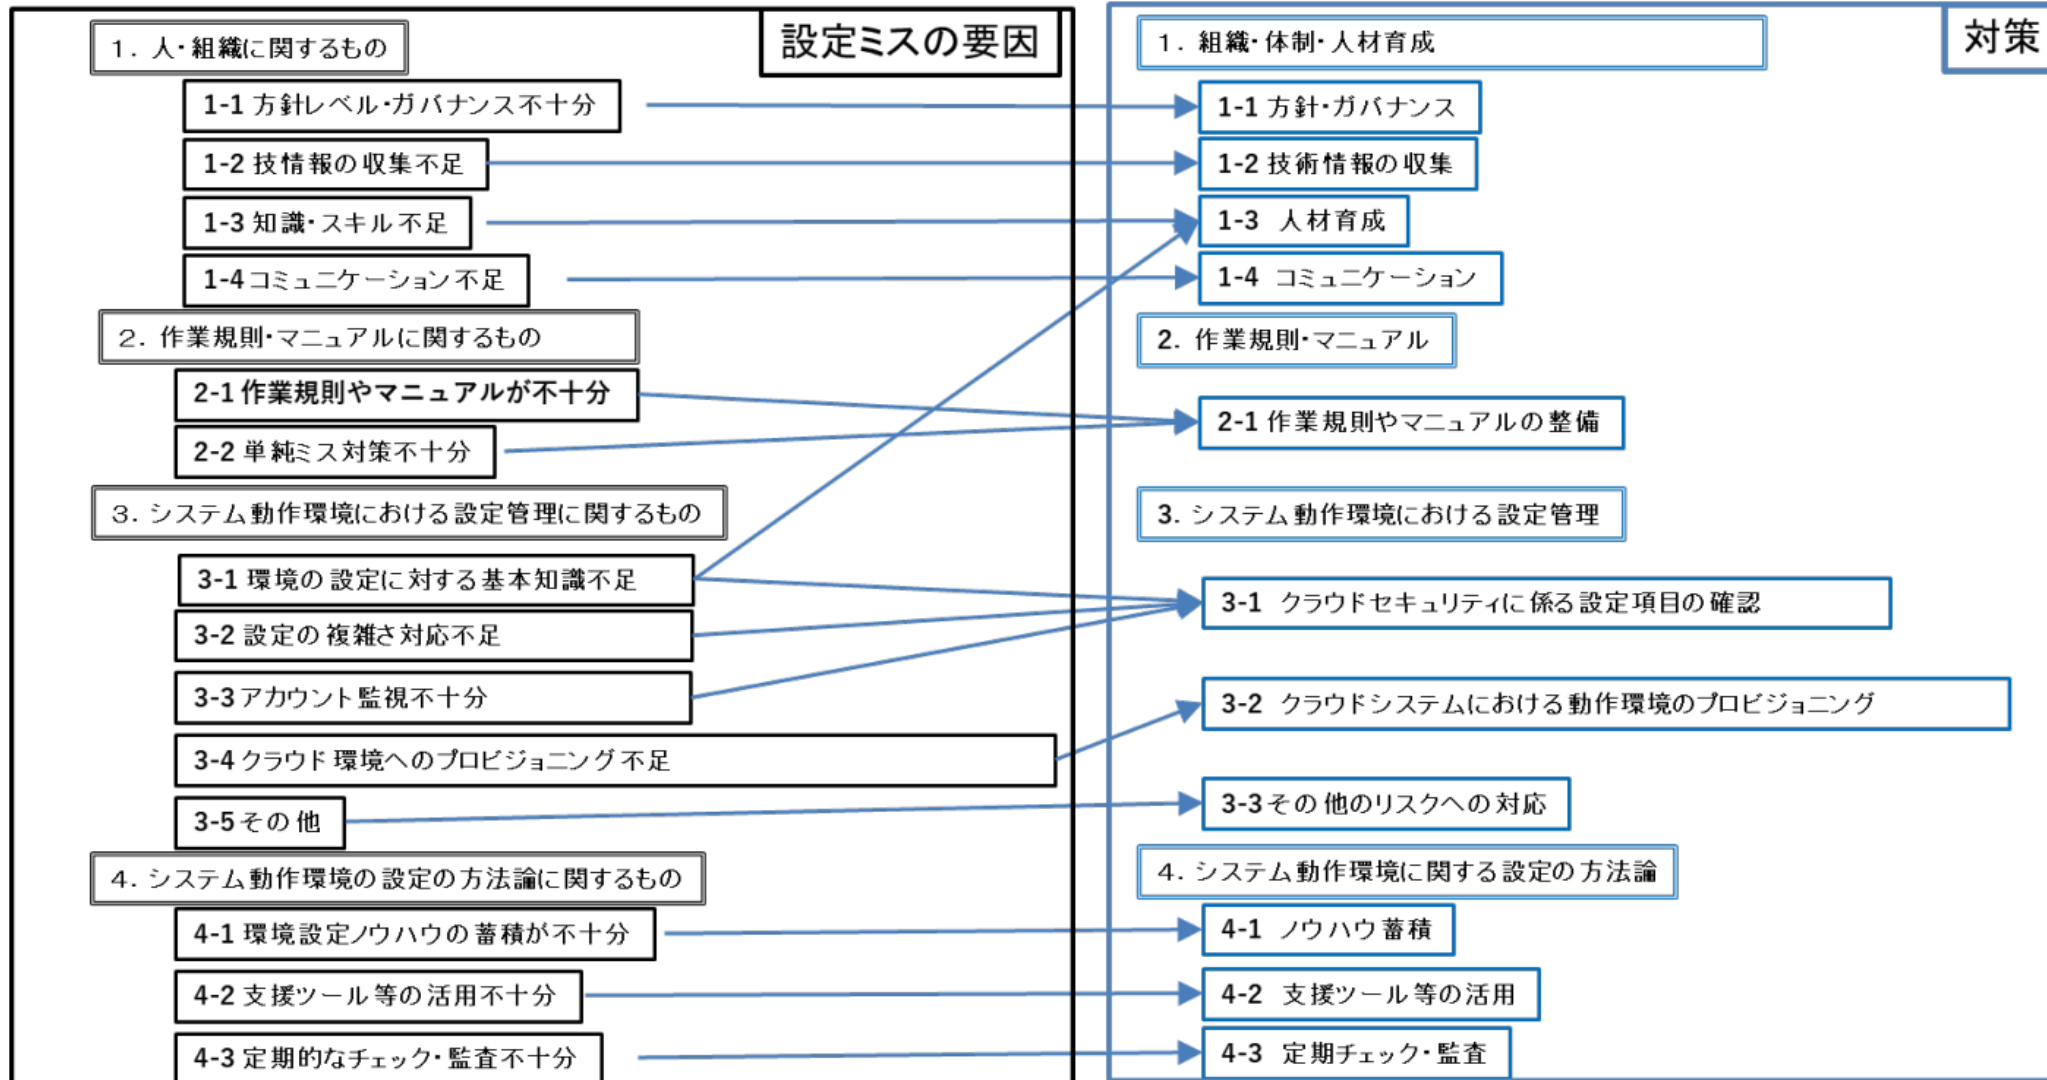 設定ミスの要因
1. 人・組織に関するもの
1-1 方針レベル・ガバナンス不十分
1-2 技情報の収集不足
1-3 知識・スキル不足
1-4 コミュニケーション不足
2. 作業規則・マニュアルに関するもの
2-1 作業規則やマニュアルが不十分
2-2 単純ミス対策不十分
3. システム動作環境における設定管理に関するもの
3-1 環境の設定に対する基本知識不足
3-2 設定の複雑さ対応不足
3-3 アカウント監視不十分
3-4 クラウド環境へのプロビジョニング不足
3-5 その他
4. システム動作環境の設定の方法論に関するもの
4-1 環境設定ノウハウの蓄積が不十分
4-2 支援ツール等の活用不十分
4-3 定期的なチェック・監査不十分
対策
1. 組織・体制・人材育成
1-1 方針・ガバナンス
1-2 技術情報の収集
1-3 人材育成
1-4 コミュニケーション
2. 作業規則・マニュアル
2-1 作業規則やマニュアルの整備
3. システム動作環境における設定管理
3-1 クラウドセキュリティに係る設定項目の確認
3-2 クラウドシステムにおける動作環境のプロビジョニング
3-3 その他のリスクへの対応
4. システム動作環境に関する設定の方法論
4-1 ノウハウ蓄積
4-2 支援ツール等の活用
4-3 定期チェック・監査